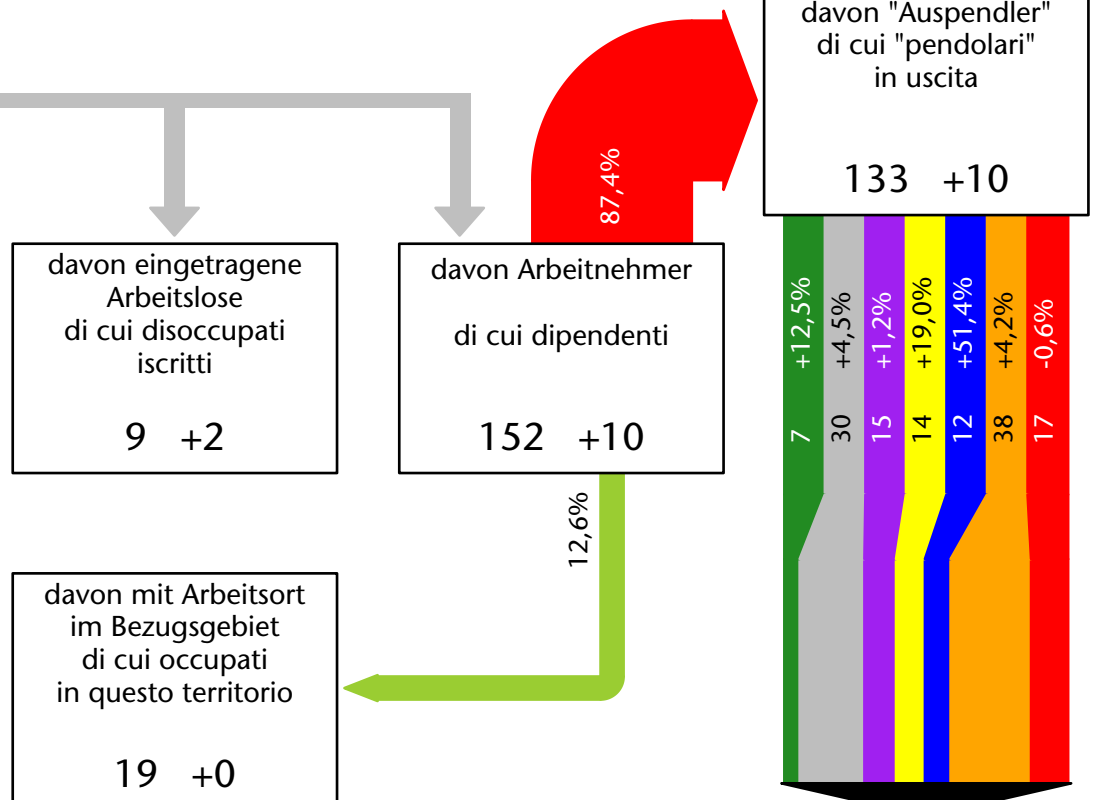 davon "Auspendler"
di cui "pendolari"
in uscita
133 +10
87,4%
davon eingetragene
Arbeitslose
di cui disoccupati
iscritti
9 +2
davon Arbeitnehmer
di cui dipendenti
152 +10
7 +12,5%
30 +4,5%
15 +1,2%
14 +19,0%
12 +51,4%
38 +4,2%
17 -0,6%
12,6%
davon mit Arbeitsort
im Bezugsgebiet
di cui occupati
in questo territorio
19 +0